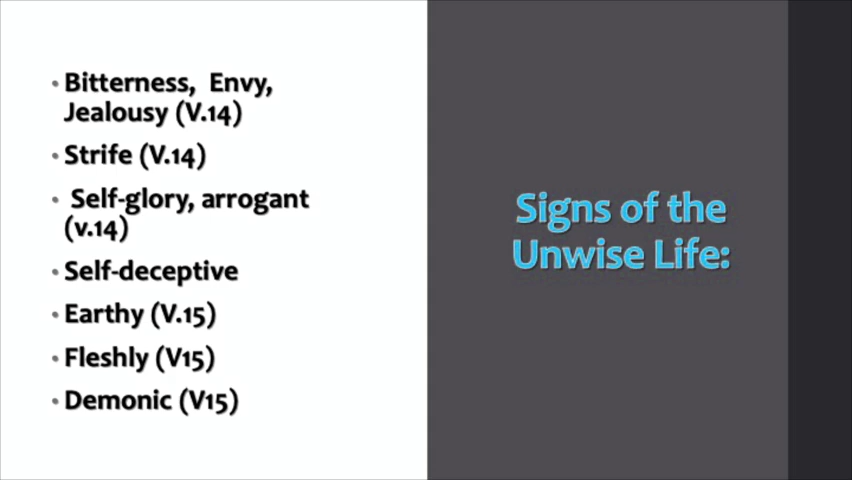 • Bitterness, Envy,
Jealousy (V.14)
• Strife (V.14)
• Self-glory, arrogant
(v.14)
• Self-deceptive
• Earthy (V.15)
• Fleshly (V15)
• Demonic (V15)
Signs of the
Unwise Life: